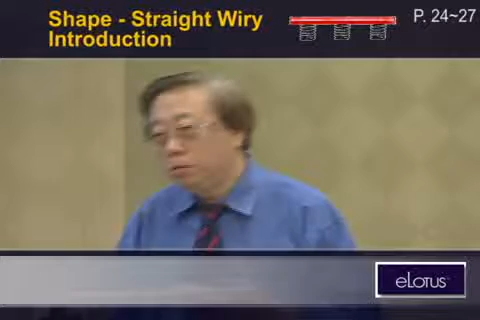 Shape - Straight Wiry
Introduction
P. 24~27
eLOTUS